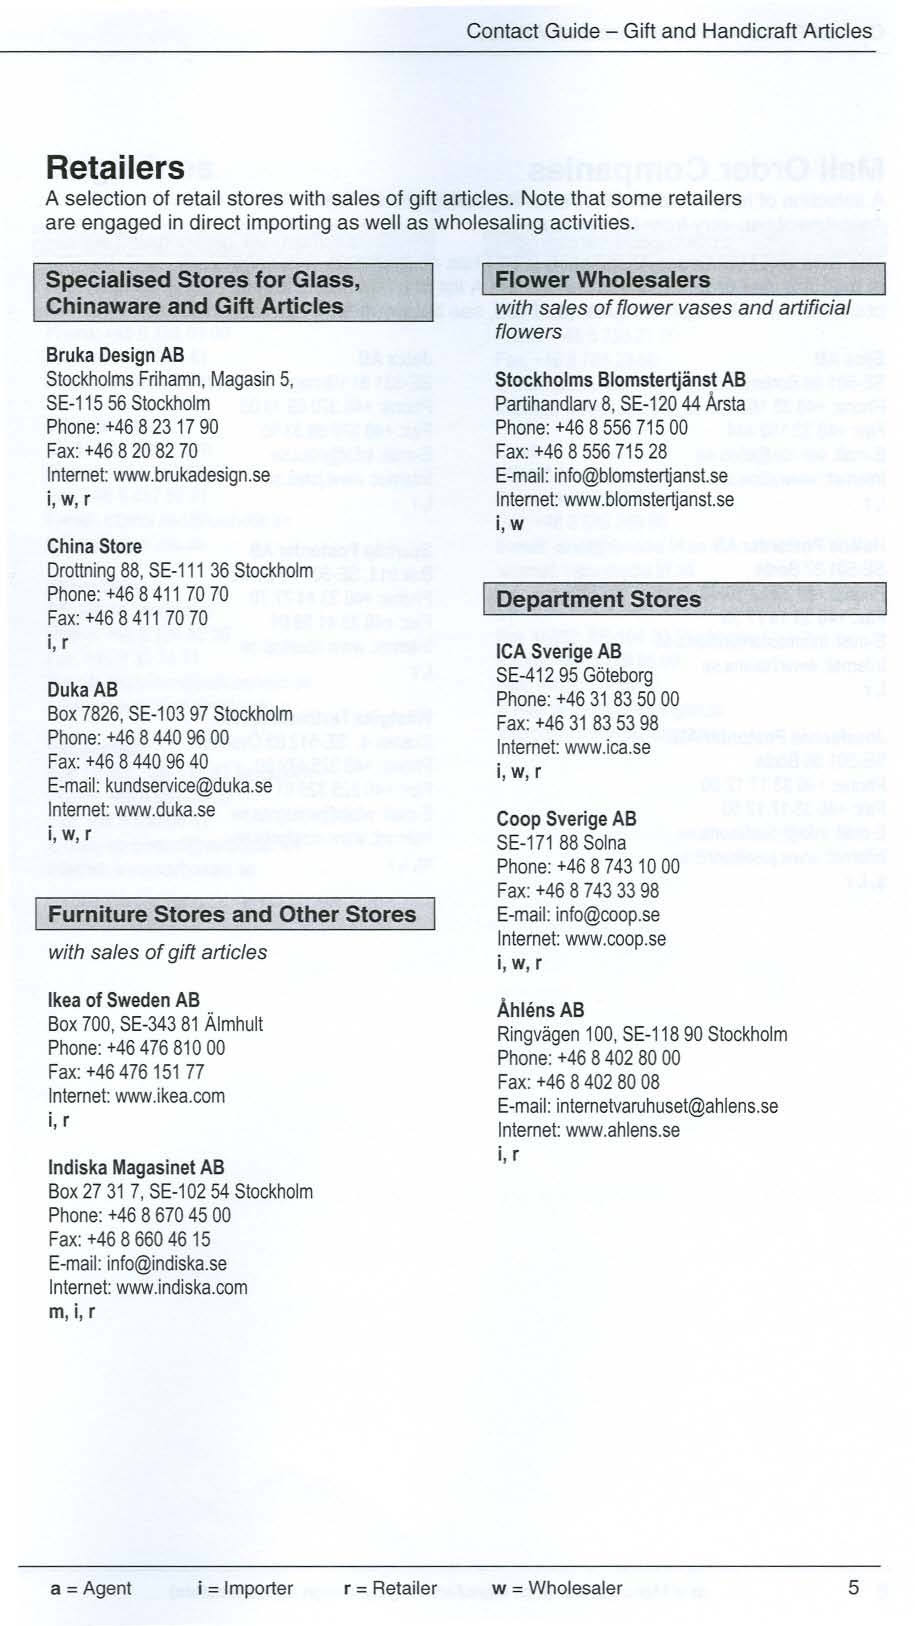 Contact Guide – Gift and Handicraft Articles
Retailers
A selection of retail stores with sales of gift articles. Note that some retailers
are engaged in direct importing as well as wholesaling activities.
Specialised Stores for Glass,
Chinaware and Gift Articles
Bruka Design AB
Stockholms Frihamn, Magasin 5,
SE-115 56 Stockholm
Phone: +46 8 23 17 90
Fax: +46 8 20 82 70
Internet: www.brukadesign.se
i, w, r
China Store
Drottning 88, SE-111 36 Stockholm
Phone: +46 8 411 70 70
Fax: +46 8 411 70 70
i, r
Duka AB
Box 7826, SE-103 97 Stockholm
Phone: +46 8 440 96 00
Fax: +46 8 440 96 40
E-mail: kundservice@duka.se
Internet: www.duka.se
i, w, r
Furniture Stores and Other Stores
with sales of gift articles
Ikea of Sweden AB
Box 700, SE-343 81 Älmhult
Phone: +46 476 810 00
Fax: +46 476 151 77
Internet: www.ikea.com
i, r
Indiska Magasinet AB
Box 27 31 7, SE-102 54 Stockholm
Phone: +46 8 670 45 00
Fax: +46 8 660 46 15
E-mail: info@indiska.se
Internet: www.indiska.com
m, i, r
Flower Wholesalers
with sales of flower vases and artificial
flowers
Stockholms Blomstertjänst AB
Partihandlarv 8, SE-120 44 Årsta
Phone: +46 8 556 715 00
Fax: +46 8 556 715 28
E-mail: info@blomstertjanst.se
Internet: www.blomstertjanst.se
i, w
Department Stores
ICA Sverige AB
SE-412 95 Göteborg
Phone: +46 31 83 50 00
Fax: +46 31 83 53 98
Internet: www.ica.se
i, w, r
Coop Sverige AB
SE-171 88 Solna
Phone: +46 8 743 10 00
Fax: +46 8 743 33 98
E-mail: info@coop.se
Internet: www.coop.se
i, w, r
Åhléns AB
Ringvägen 100, SE-118 90 Stockholm
Phone: +46 8 402 80 00
Fax: +46 8 402 80 08
E-mail: internetvaruhuset@ahlens.se
Internet: www.ahlens.se
i, r
a = Agent i = Importer r = Retailer w = Wholesaler 5